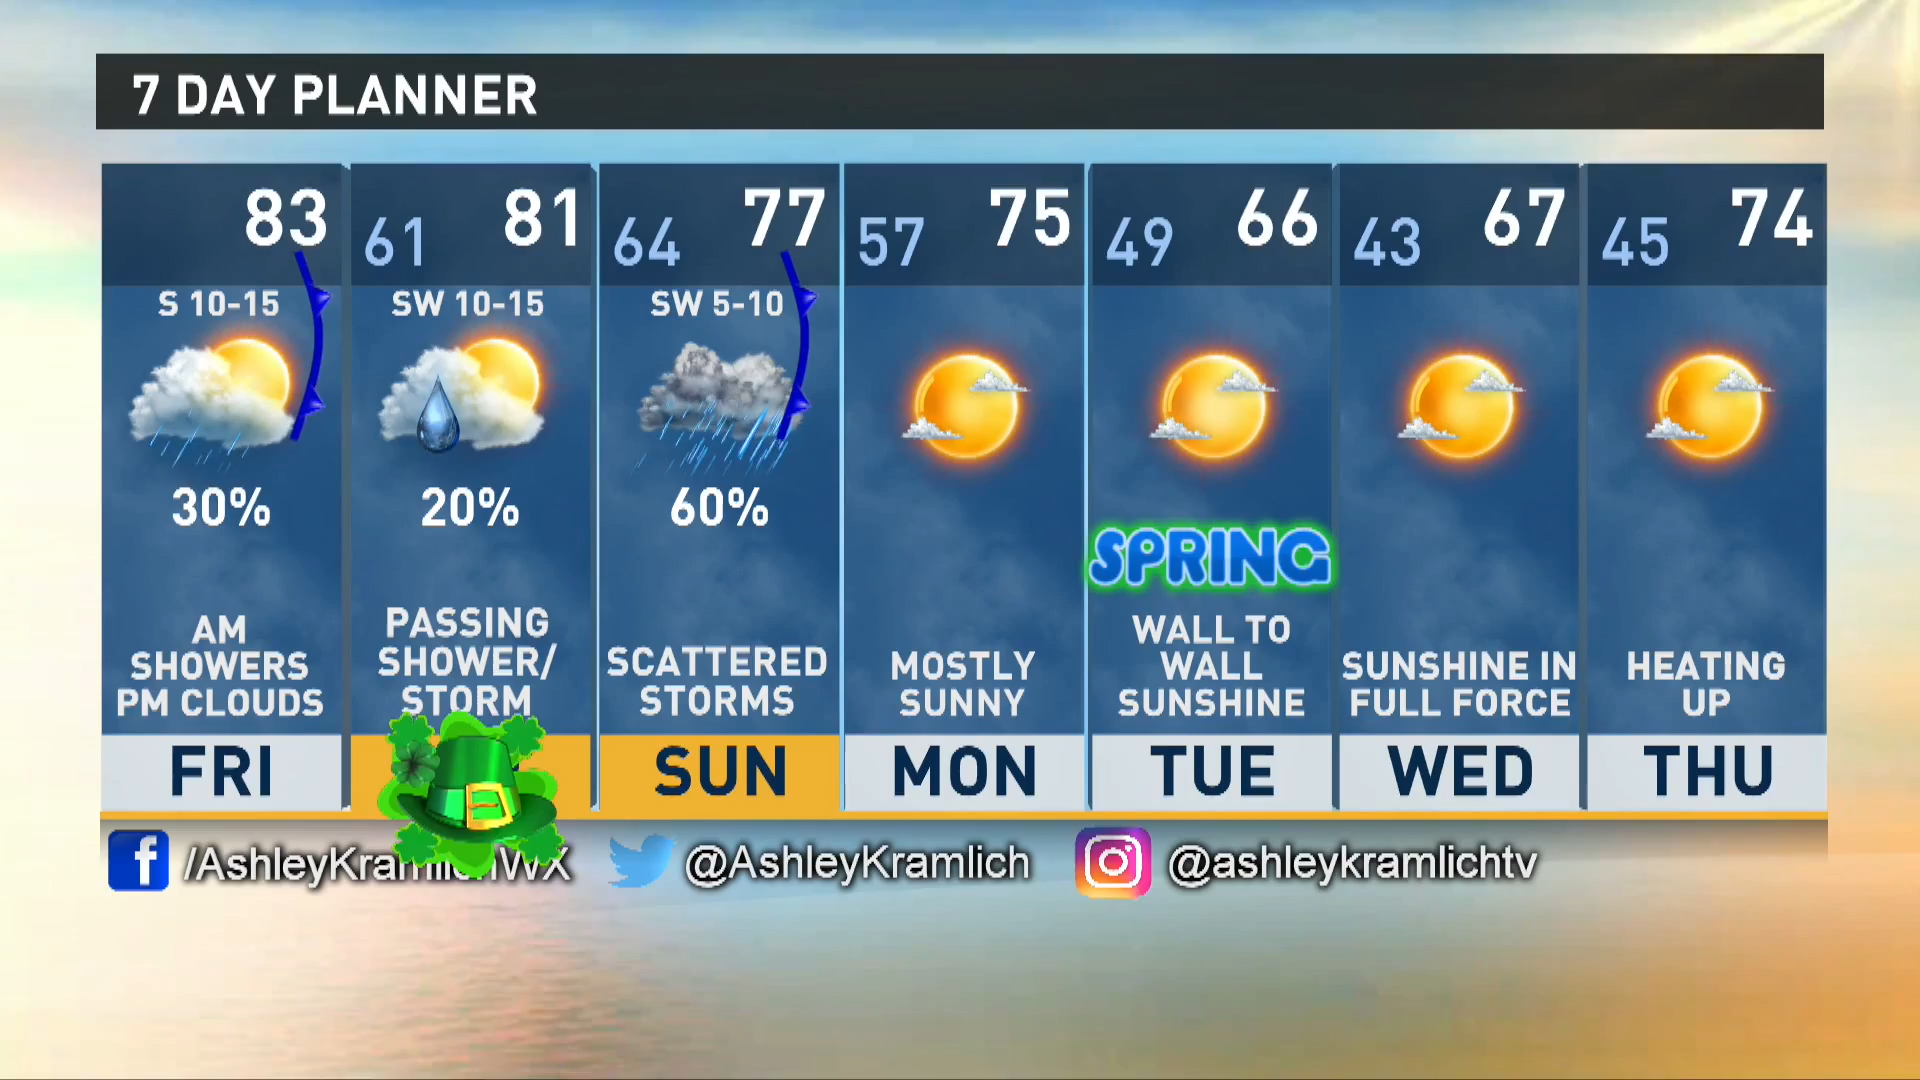 7 DAY PLANNER
83
61 81
64 77
57 75
49 66
43 67
45 74
S 10-15
SW 10-15
SW 5-10
30%
20%
60%
SPRING
AM
SHOWERS
PM CLOUDS
PASSING
SHOWER/
STORM
SCATTERED
STORMS
MOSTLY
SUNNY
WALL TO
WALL
SUNSHINE
SUNSHINE IN
FULL FORCE
HEATING
UP
FRI
SUN
MON
TUE
WED
THU
f
/AshleyKramlichWX
@AshleyKramlich
@ashleykramlichtv